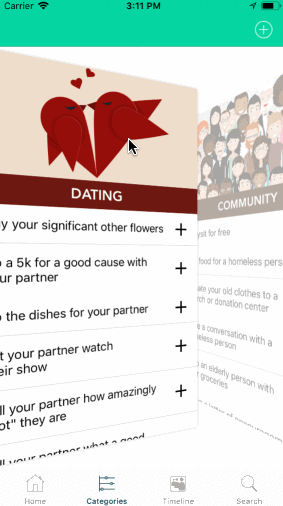 Carrier
3:11 PM
DATING
y your significant other flowers
a 5k for a good cause with
ur partner
the dishes for your partner
t your partner watch
eir show
ll your partner how amazingly
ot" they are
ll your partner what a good
COMMUNITY
ysit for free
food for a homeless pers
ate your old clothes to a
rch or donation center
e a conversation with a
eless person
an elderly person with
groceries
Home
Categories
Timeline
Search